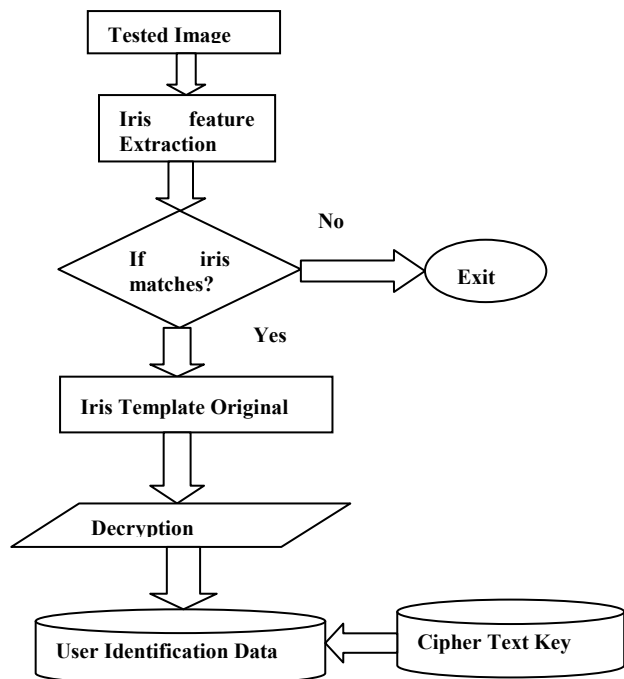 Tested Image
Iris feature
Extraction
No
If iris
matches?
Exit
Yes
Iris Template Original
Decryption
User Identification Data
Cipher Text Key